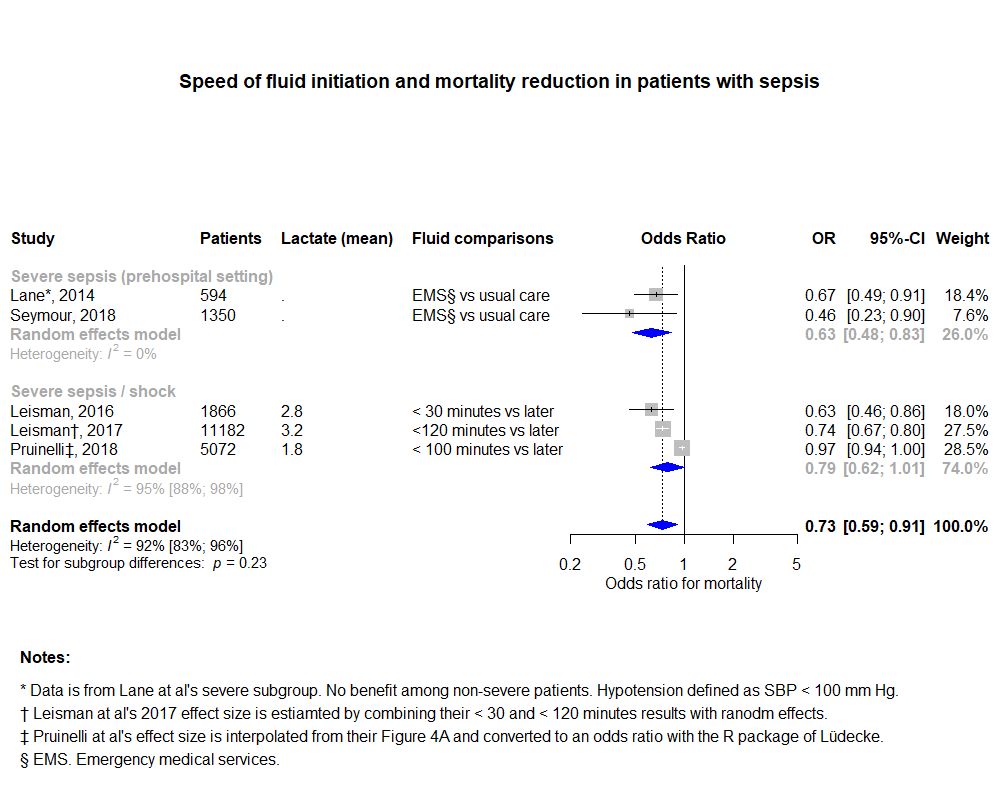 Speed of fluid initiation and mortality reduction in patients with sepsis
Study Patients Lactate (mean) Fluid comparisons Odds Ratio OR 95%-CI Weight
Severe sepsis (prehospital setting)
Lane*, 2014 594 . EMS§ vs usual care 0.67 [0.49; 0.91] 18.4%
Seymour, 2018 1350 . EMS§ vs usual care 0.46 [0.23; 0.90] 7.6%
Random effects model 0.63 [0.48; 0.83] 26.0%
Heterogeneity: I² = 0%
Severe sepsis / shock
Leisman, 2016 1866 2.8 < 30 minutes vs later 0.63 [0.46; 0.86] 18.0%
Leisman†, 2017 11182 3.2 <120 minutes vs later 0.74 [0.67; 0.80] 27.5%
Pruinelli‡, 2018 5072 1.8 < 100 minutes vs later 0.97 [0.94; 1.00] 28.5%
Random effects model 0.79 [0.62; 1.01] 74.0%
Heterogeneity: I² = 95% [88%; 98%]
Random effects model 0.73 [0.59; 0.91] 100.0%
Heterogeneity: I² = 92% [83%; 96%]
Test for subgroup differences: p = 0.23
0.2 0.5 1 2 5
Odds ratio for mortality
Notes:
* Data is from Lane at al's severe subgroup. No benefit among non-severe patients. Hypotension defined as SBP < 100 mm Hg.
† Leisman at al's 2017 effect size is estiamted by combining their < 30 and < 120 minutes results with ranodm effects.
‡ Pruinelli at al's effect size is interpolated from their Figure 4A and converted to an odds ratio with the R package of Lüdecke.
§ EMS. Emergency medical services.